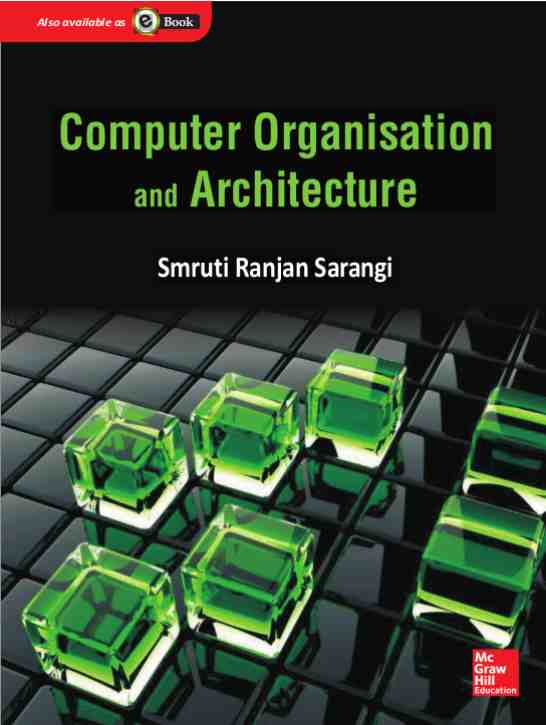 Also available as e Book
Computer Organisation
and Architecture
Smruti Ranjan Sarangi
Mc
Graw
Hill
Education